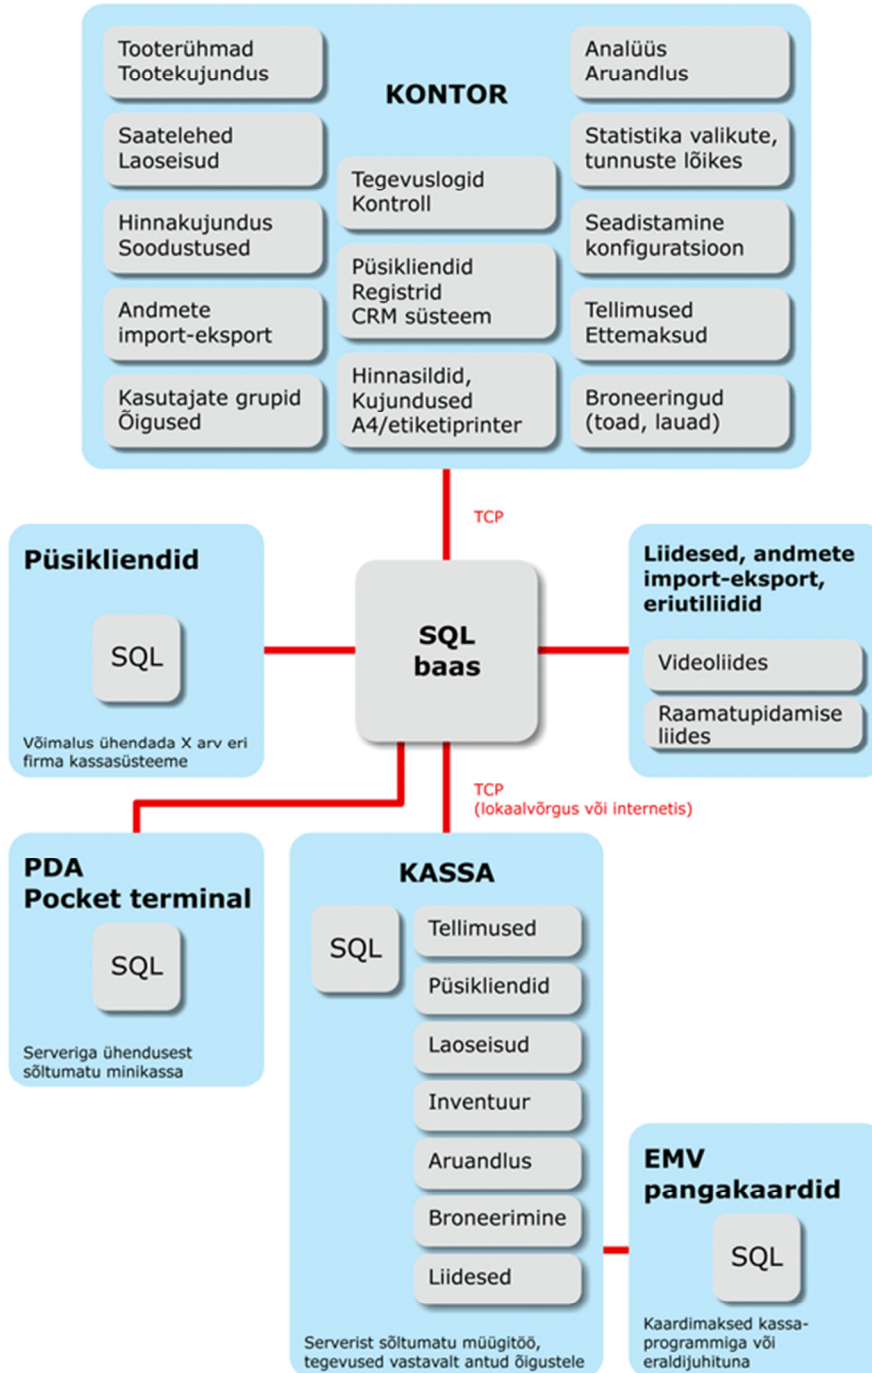 KONTOR
Tooterühmad
Tootekujundus
Saatelehed
Laoseisud
Hinnakujundus
Soodustused
Andmete
import-eksport
Kasutajate grupid
Õigused
Tegevuslogid
Kontroll
Püsikliendid
Registrid
CRM süsteem
Hinnasildid,
Kujundused
A4/etiketiprinter
Analüüs
Aruandlus
Statistika valikute,
tunnuste lõikes
Seadistamine
konfiguratsioon
Tellimused
Ettemaksud
Broneeringud
(toad, lauad)
TCP
Püsikliendid
SQL
Võimalus ühendada X arv eri
firma kassasüsteeme
SQL
baas
Liidesed, andmete
import-eksport,
eriutiliidid
Videoliides
Raamatupidamise
liides
TCP
(lokaalvõrgus või internetis)
PDA
Pocket terminal
SQL
Serveriga ühendusest
sõltumatu minikassa
KASSA
SQL
Tellimused
Püsikliendid
Laoseisud
Inventuur
Aruandlus
Broneerimine
Liidesed
Serverist sõltumatu müügitöö,
tegevused vastavalt antud õigustele
EMV
pangakaardid
SQL
Kaardimaksed kassa-
programmiga või
eraldijuhituna